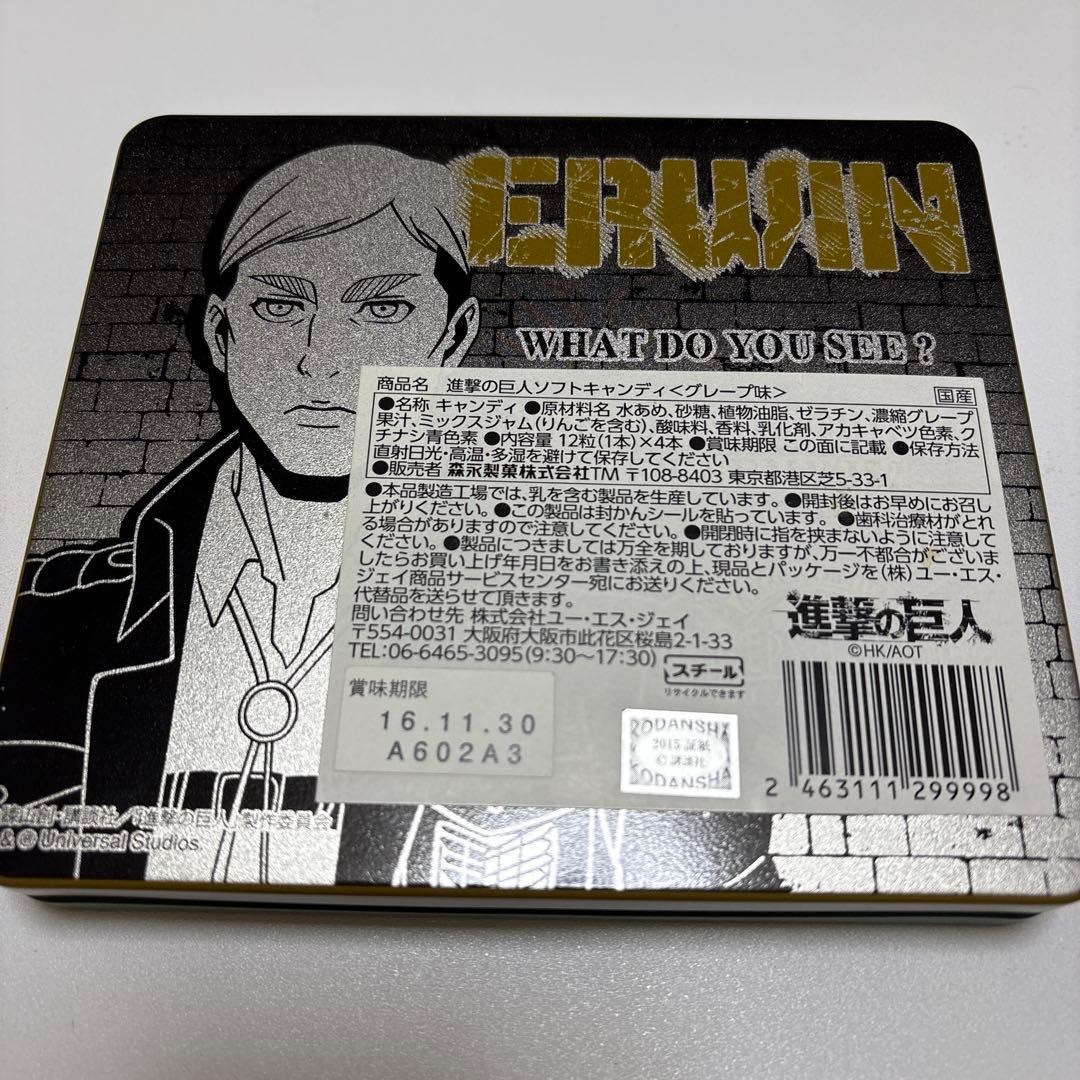 ERWIN
WHAT DO YOU SEE ?
商品名 進撃の巨人ソフトキャンディ<グレープ味>
国産
●名称 キャンディ ●原材料名 水あめ、砂糖、植物油脂、ゼラチン、濃縮グレープ
果汁、ミックスジャム(りんごを含む)、酸味料、香料、乳化剤、アカキャベツ色素、ク
チナシ青色素 ●内容量 12粒(1本)×4本 ●賞味期限 この面に記載 ●保存方法
直射日光・高温・多湿を避けて保存してください
●販売者 森永製菓株式会社TM 〒108-8403 東京都港区芝5-33-1
●本品製造工場では、乳を含む製品を生産しています。●開封後はお早めにお召し
上がりください。●この製品は封かんシールを貼っています。●歯科治療材がとれ
る場合がありますので注意してください。●開閉時に指を挟まないように注意して
ください。●製品につきましては万全を期しておりますが、万一不都合がございま
したらお買い上げ年月日をお書き添えの上、現品とパッケージを(株)ユー・エス・
ジェイ商品サービスセンター宛にお送りください。
代替品を送らせて頂きます。
問い合わせ先 株式会社ユー・エス・ジェイ
〒554-0031 大阪府大阪市此花区桜島2-1-33
TEL:06-6465-3095(9:30〜17:30)
進撃の巨人
©HK/AOT
スチール
リサイクルできます
賞味期限
16.11.30
A602A3
KODANSHA
2015 証紙
©講談社
KODANSHA
2 463111 299998
諫山創・講談社/「進撃の巨人」製作委員会
& © Universal Studios.